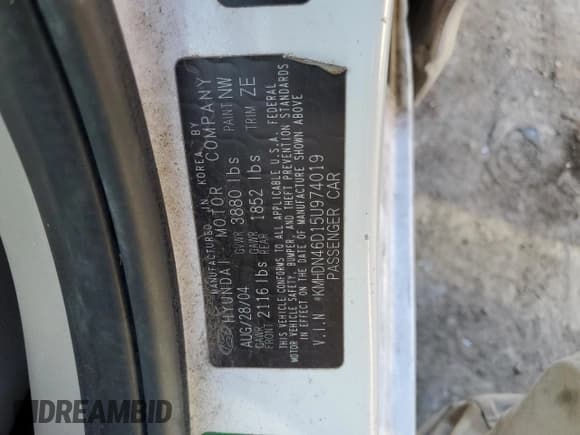 MANUFACTURED IN KOREA BY
HYUNDAI MOTOR COMPANY
AUG/28/04 GVWR 3880 lbs PAINT NW
GAWR FRONT 2116 lbs GAWR REAR 1852 lbs TRIM ZE
THIS VEHICLE CONFORMS TO ALL APPLICABLE U.S.A. FEDERAL
MOTOR VEHICLE SAFETY, BUMPER, AND THEFT PREVENTION STANDARDS
IN EFFECT ON THE DATE OF MANUFACTURE SHOWN ABOVE
V.I.N *KMHDN46D15U974019
PASSENGER CAR
IDREAMBID